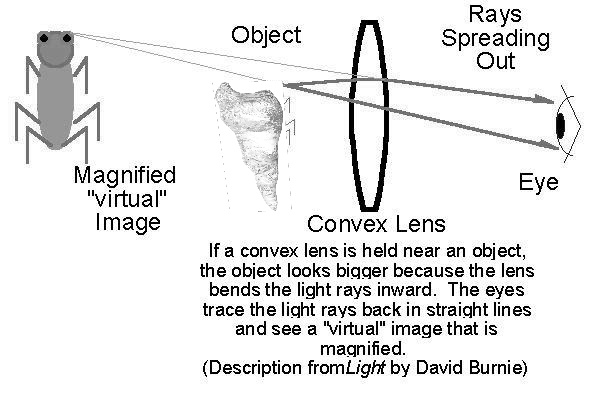 Object
Rays
Spreading
Out
Magnified
"virtual"
Image
Eye
Convex Lens
If a convex lens is held near an object,
the object looks bigger because the lens
bends the light rays inward.  The eyes
trace the light rays back in straight lines
and see a "virtual" image that is
magnified.
(Description fromLight by David Burnie)